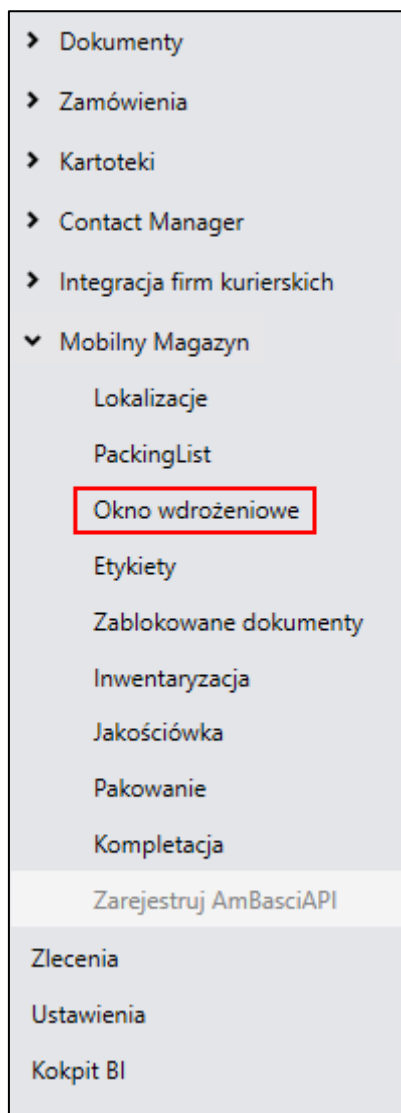 Dokumenty
Zamówienia
Kartoteki
Contact Manager
Integracja firm kurierskich
Mobilny Magazyn
Lokalizacje
PackingList
Okno wdrożeniowe
Etykiety
Zablokowane dokumenty
Inwentaryzacja
Jakościówka
Pakowanie
Kompletacja
Zarejestruj AmBasciAPI
Zlecenia
Ustawienia
Kokpit BI